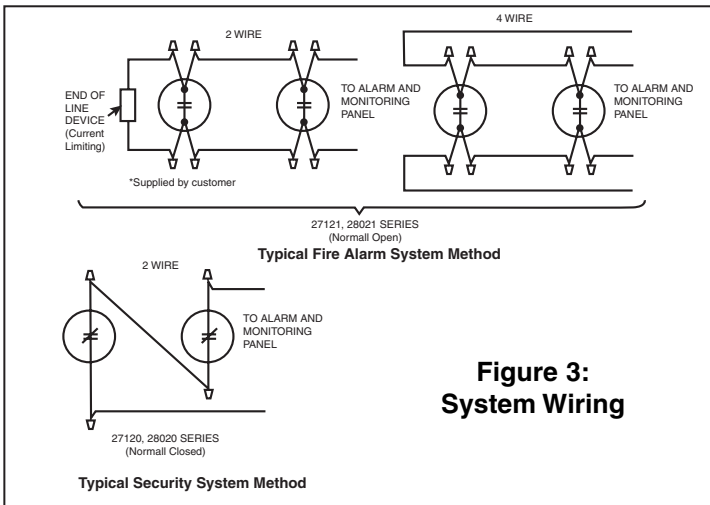 2 WIRE
4 WIRE
END OF
LINE
DEVICE
(Current
Limiting)
TO ALARM AND
MONITORING
PANEL
TO ALARM AND
MONITORING
PANEL
*Supplied by customer
27121, 28021 SERIES
(Normall Open)
Typical Fire Alarm System Method
2 WIRE
TO ALARM AND
MONITORING
PANEL
Figure 3:
System Wiring
27120, 28020 SERIES
(Normall Closed)
Typical Security System Method